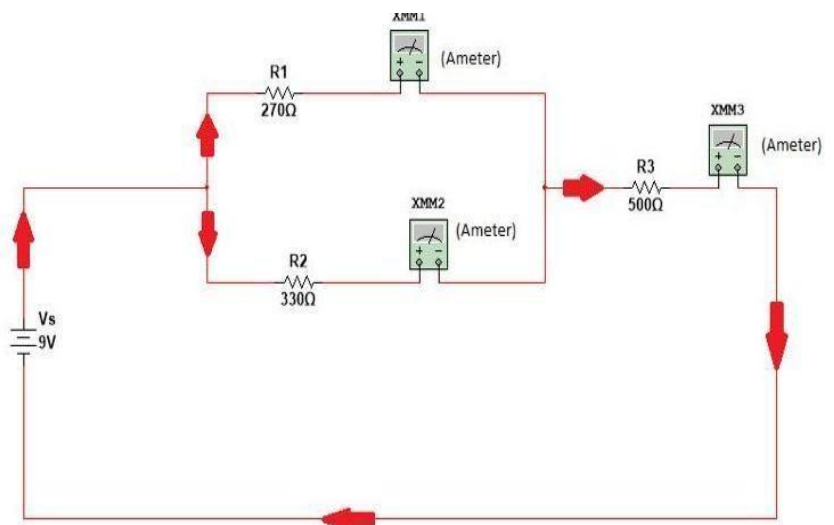 XMM1
(Ameter)
R1
270Ω
XMM3
(Ameter)
R3
500Ω
XMM2
(Ameter)
R2
330Ω
Vs
9V